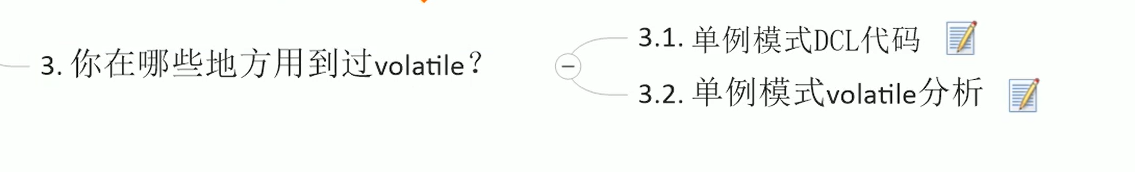 3. 你在哪些地方用到过volatile？
3.1. 单例模式DCL代码
3.2. 单例模式volatile分析